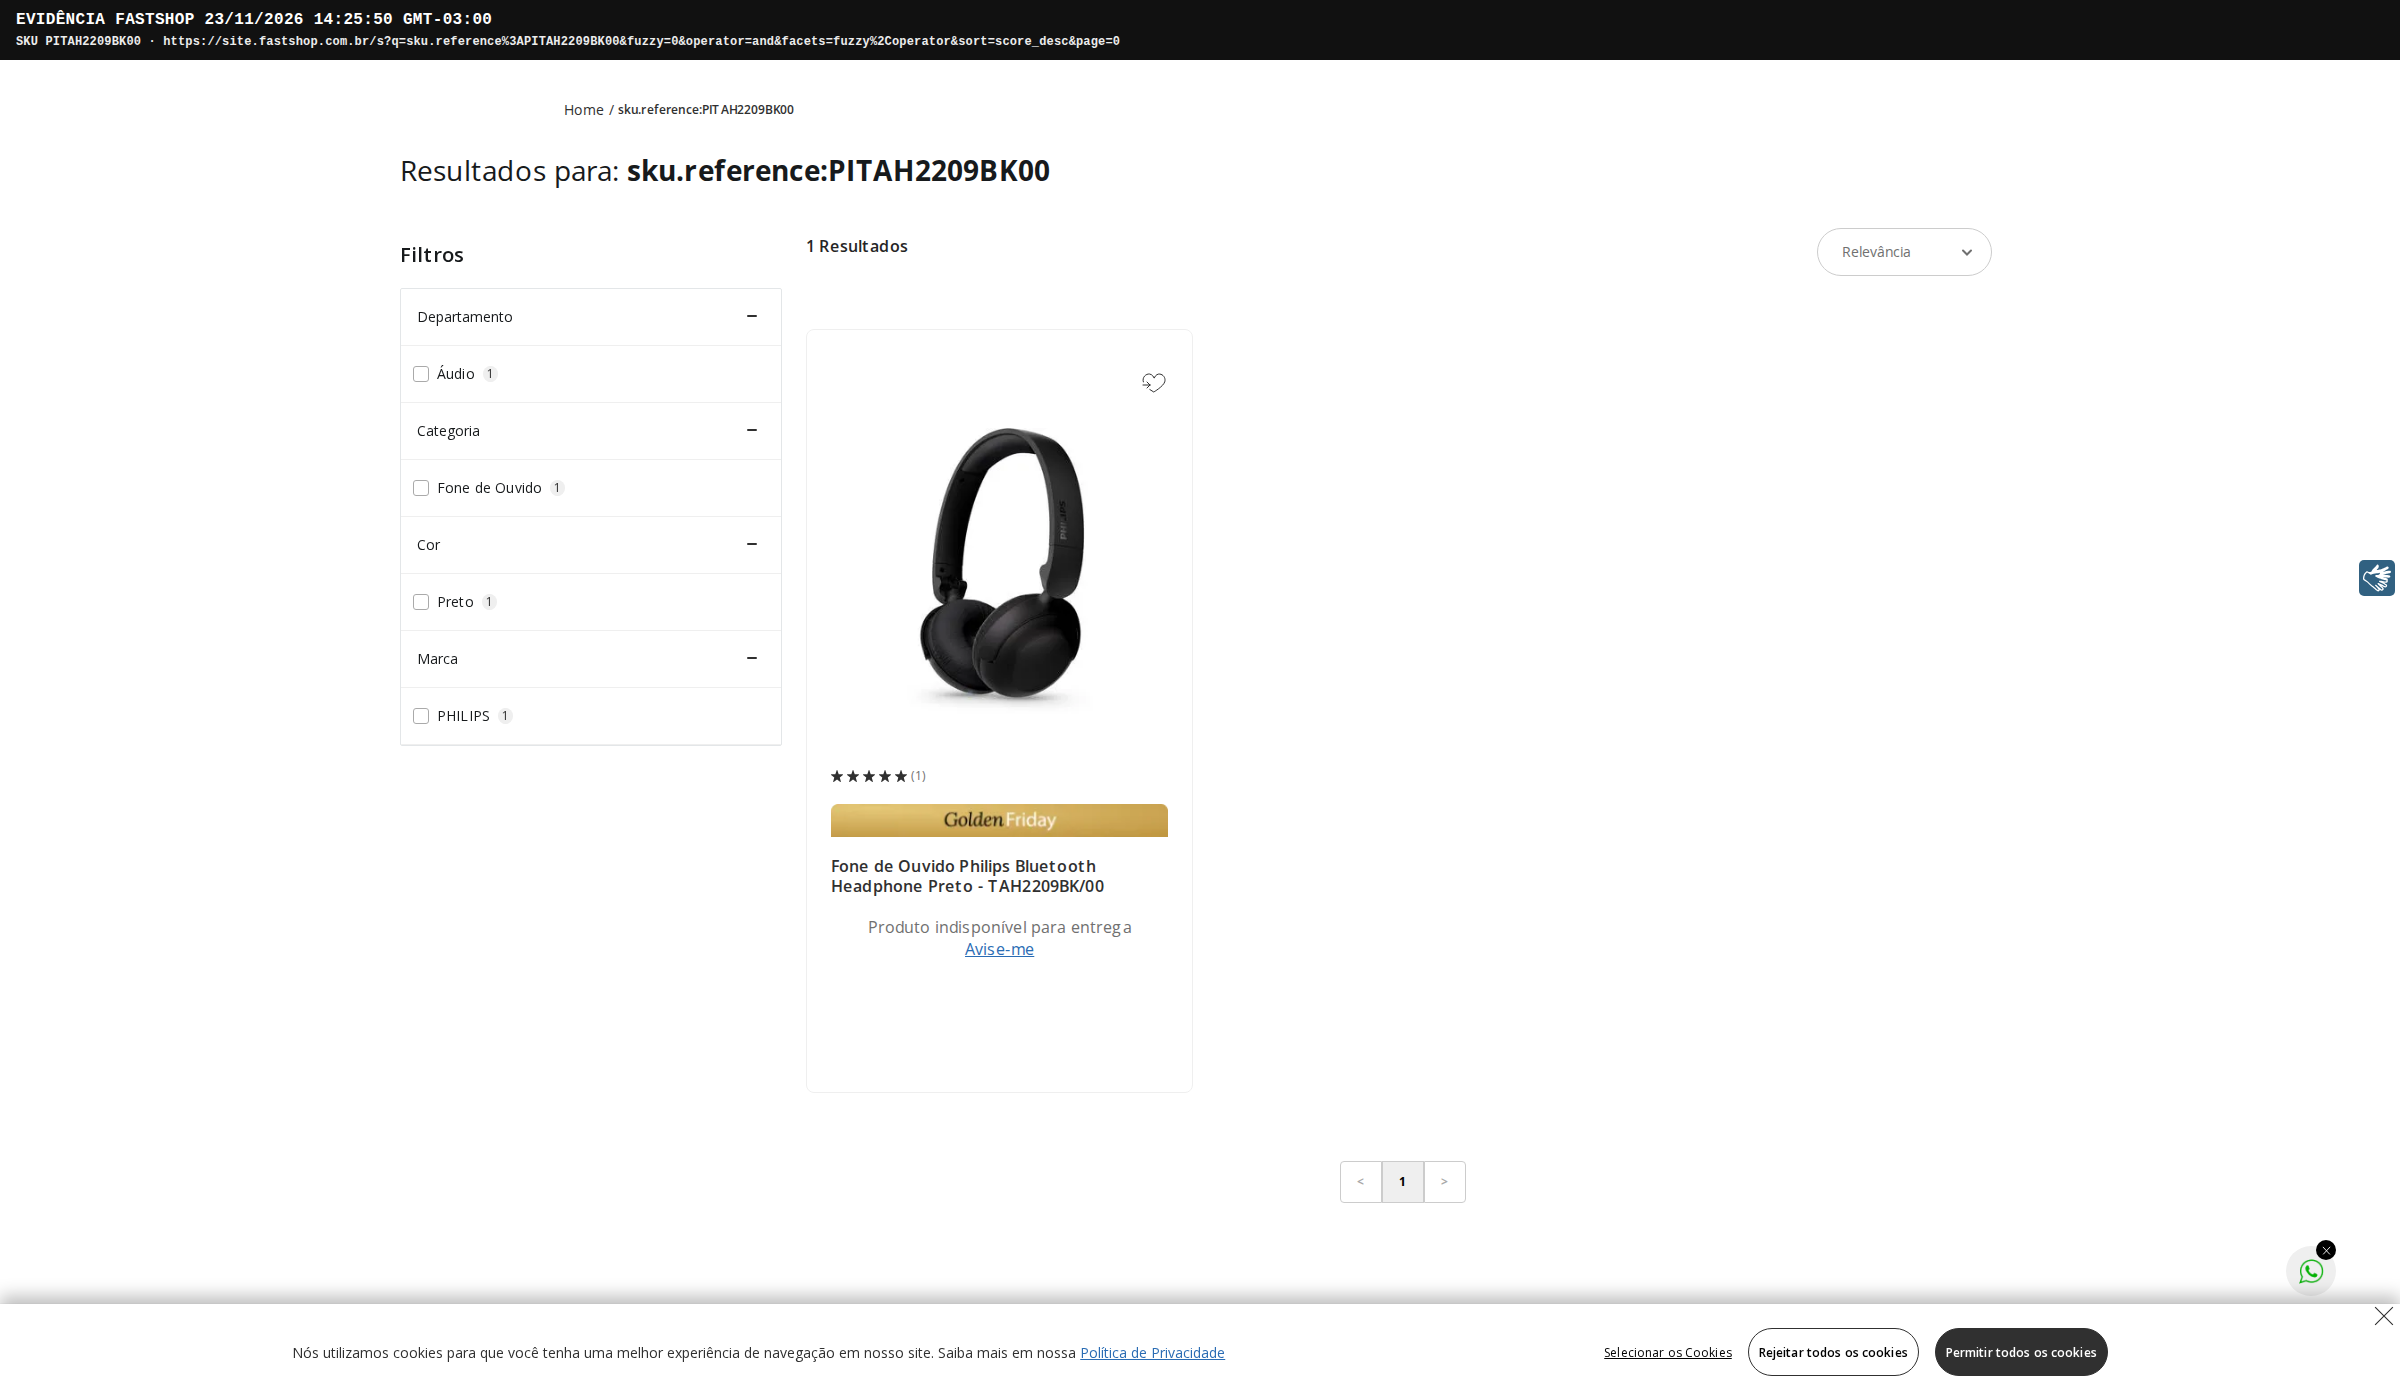 EVIDÊNCIA FASTSHOP 23/11/2026 14:25:50 GMT-03:00
SKU PITAH2209BK00 · https://site.fastshop.com.br/s?q=sku.reference%3APITAH2209BK00&fuzzy=0&operator=and&facets=fuzzy%2Coperator&sort=score_desc&page=0
Home / sku.reference:PITAH2209BK00
Resultados para: sku.reference:PITAH2209BK00
Filtros
1 Resultados
Relevância
Departamento
Áudio 1
Categoria
Fone de Ouvido 1
Cor
Preto 1
Marca
PHILIPS 1
PHILIPS
(1)
Golden Friday
Fone de Ouvido Philips Bluetooth
Headphone Preto - TAH2209BK/00
Produto indisponível para entrega
Avise-me
< 1 >
Nós utilizamos cookies para que você tenha uma melhor experiência de navegação em nosso site. Saiba mais em nossa Política de Privacidade
Selecionar os Cookies
Rejeitar todos os cookies
Permitir todos os cookies